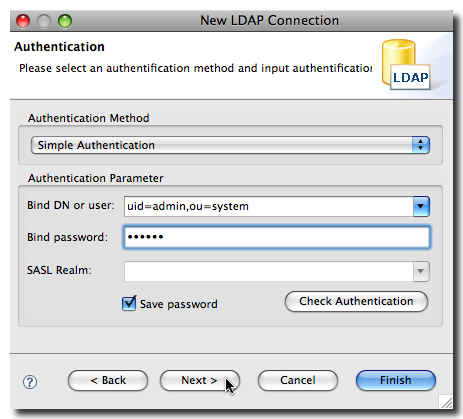 New LDAP Connection
Authentication
Please select an authentification method and input authentification
LDAP
Authentication Method
Simple Authentication
Authentication Parameter
Bind DN or user: uid=admin,ou=system
Bind password: ••••••
SASL Realm:
Save password Check Authentication
? < Back Next > Cancel Finish